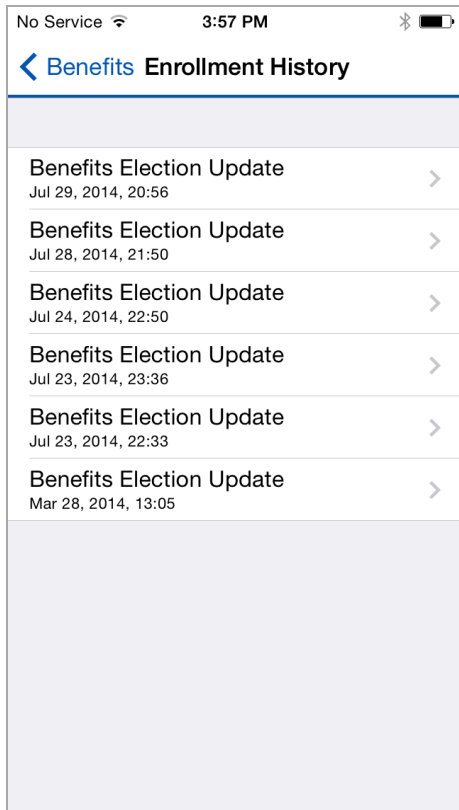 No Service 3:57 PM
Benefits Enrollment History
Benefits Election Update
Jul 29, 2014, 20:56
Benefits Election Update
Jul 28, 2014, 21:50
Benefits Election Update
Jul 24, 2014, 22:50
Benefits Election Update
Jul 23, 2014, 23:36
Benefits Election Update
Jul 23, 2014, 22:33
Benefits Election Update
Mar 28, 2014, 13:05